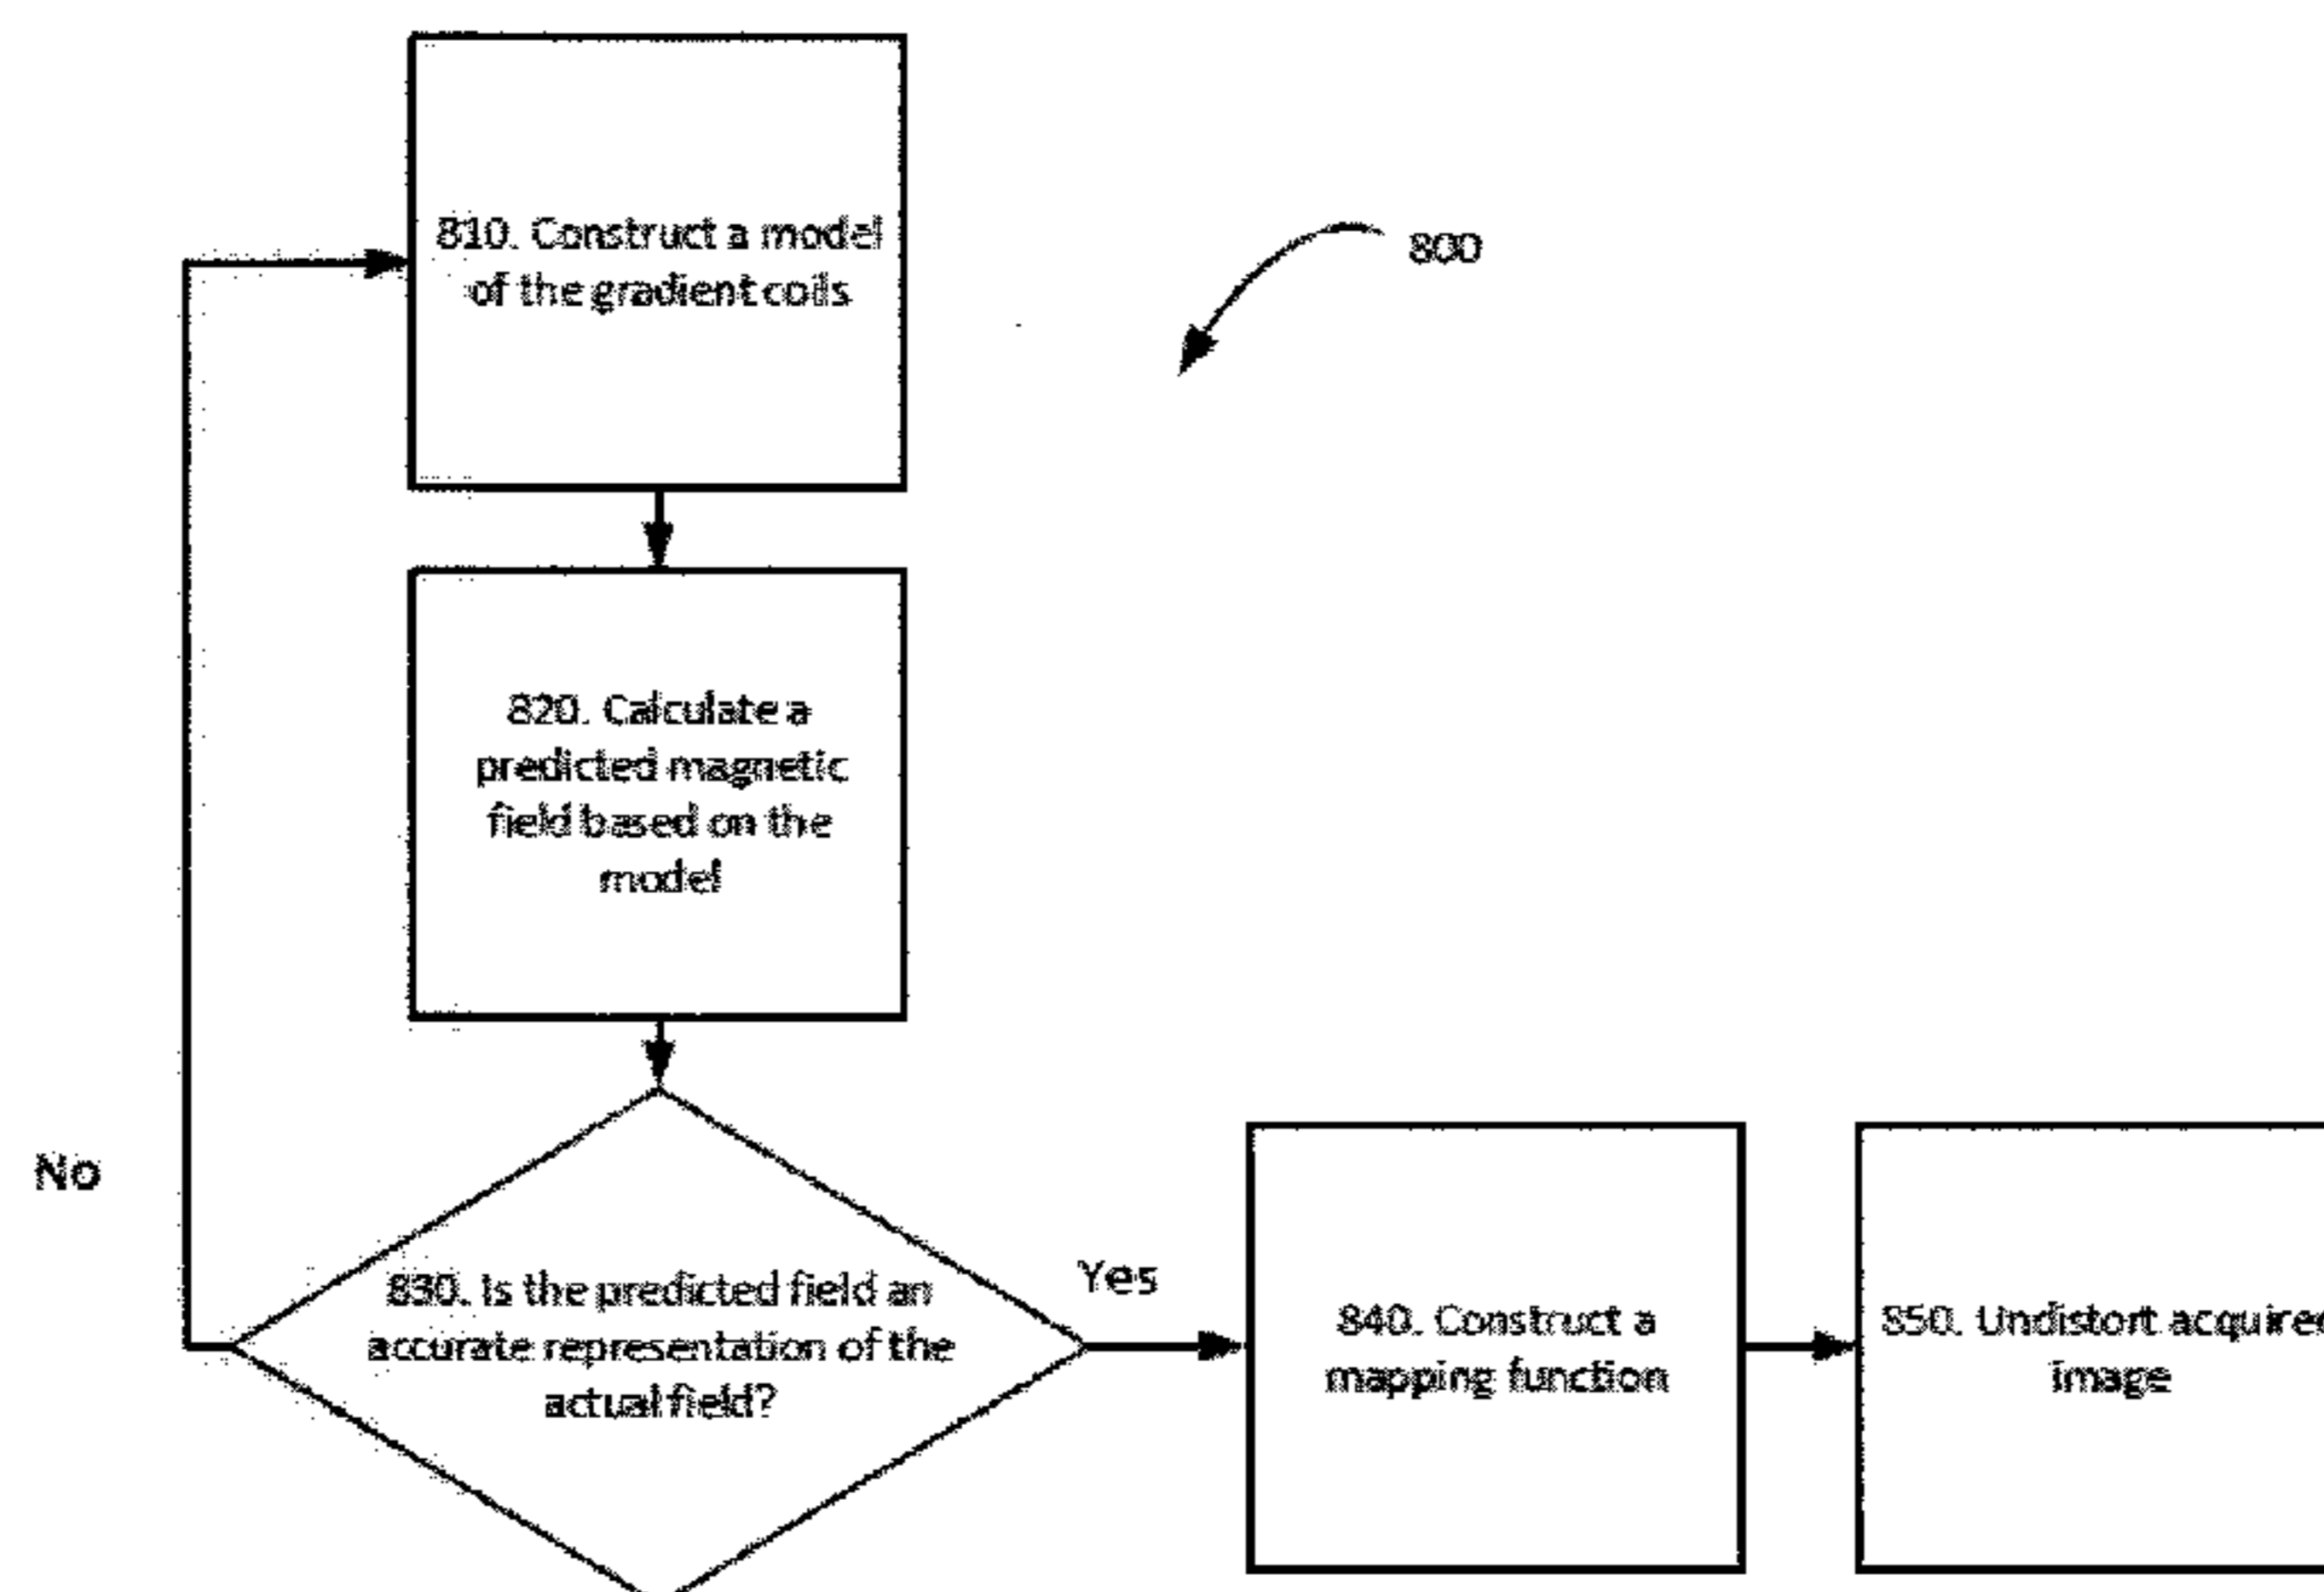 810. Construct a model
of the gradient coils
800
820. Calculate a
predicted magnetic
field based on the
model
No
830. Is the predicted field an
accurate representation of the
actual field?
Yes
840. Construct a
mapping function
850. Undistort acquired
image